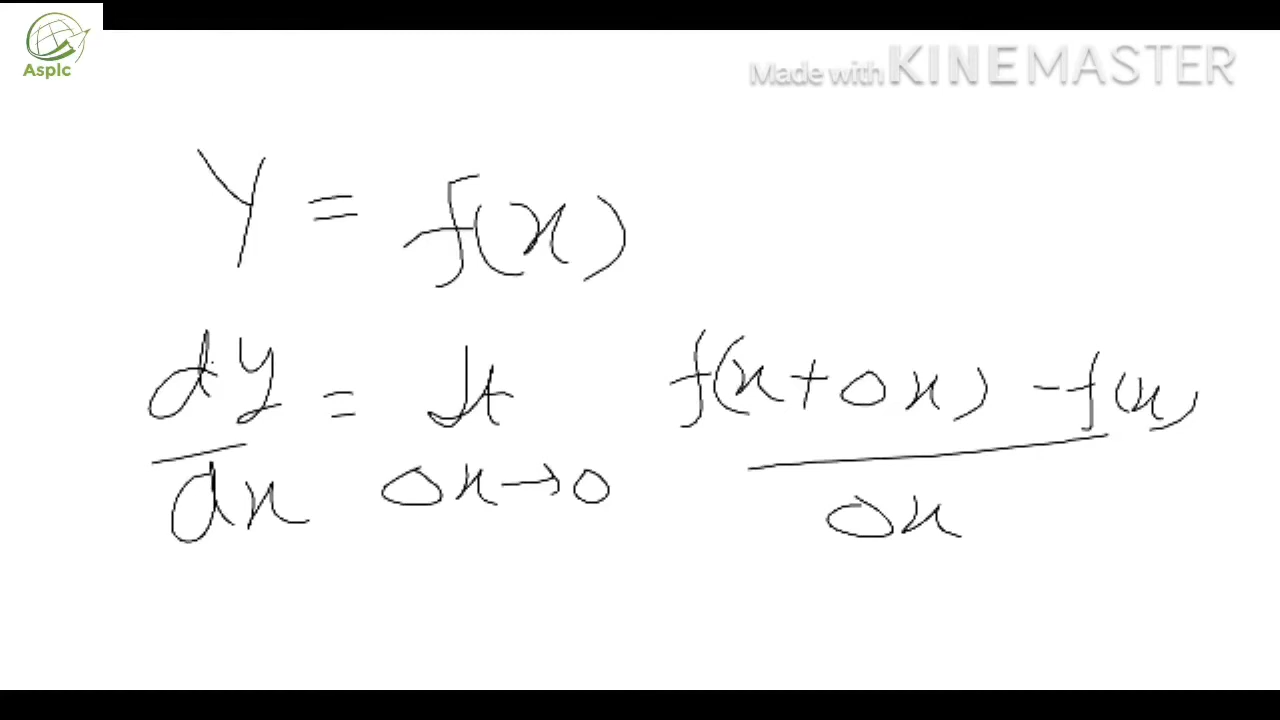 Asplc
Made with KINEMASTER
Y = f(x)
dy/dx = lt Δx→0 f(x+Δx) - f(x) / Δx